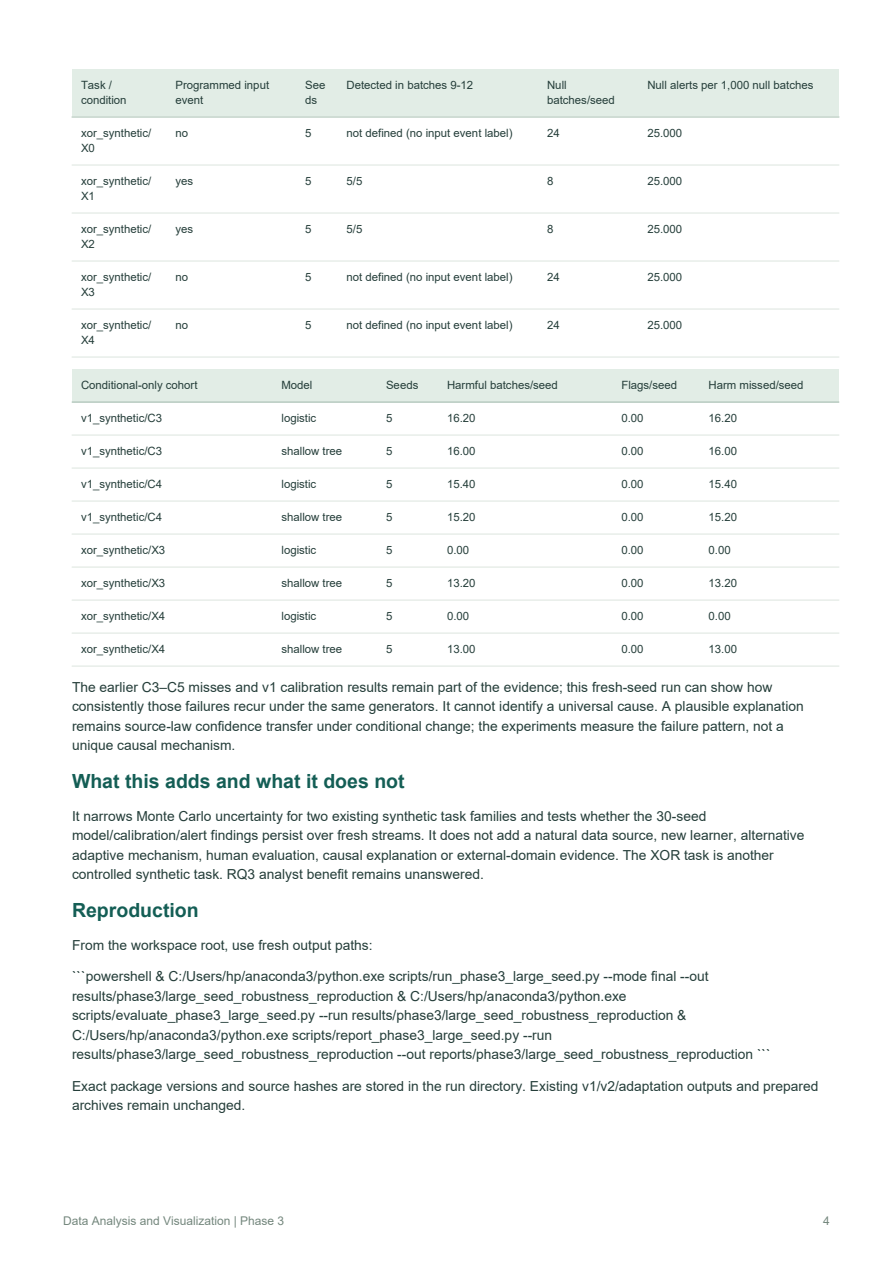 Task / condition Programmed input event See ds Detected in batches 9-12 Null batches/seed Null alerts per 1,000 null batches
xor_synthetic/ X0 no 5 not defined (no input event label) 24 25.000
xor_synthetic/ X1 yes 5 5/5 8 25.000
xor_synthetic/ X2 yes 5 5/5 8 25.000
xor_synthetic/ X3 no 5 not defined (no input event label) 24 25.000
xor_synthetic/ X4 no 5 not defined (no input event label) 24 25.000
Conditional-only cohort Model Seeds Harmful batches/seed Flags/seed Harm missed/seed
v1_synthetic/C3 logistic 5 16.20 0.00 16.20
v1_synthetic/C3 shallow tree 5 16.00 0.00 16.00
v1_synthetic/C4 logistic 5 15.40 0.00 15.40
v1_synthetic/C4 shallow tree 5 15.20 0.00 15.20
xor_synthetic/X3 logistic 5 0.00 0.00 0.00
xor_synthetic/X3 shallow tree 5 13.20 0.00 13.20
xor_synthetic/X4 logistic 5 0.00 0.00 0.00
xor_synthetic/X4 shallow tree 5 13.00 0.00 13.00
The earlier C3–C5 misses and v1 calibration results remain part of the evidence; this fresh-seed run can show how
consistently those failures recur under the same generators. It cannot identify a universal cause. A plausible explanation
remains source-law confidence transfer under conditional change; the experiments measure the failure pattern, not a
unique causal mechanism.
What this adds and what it does not
It narrows Monte Carlo uncertainty for two existing synthetic task families and tests whether the 30-seed
model/calibration/alert findings persist over fresh streams. It does not add a natural data source, new learner, alternative
adaptive mechanism, human evaluation, causal explanation or external-domain evidence. The XOR task is another
controlled synthetic task. RQ3 analyst benefit remains unanswered.
Reproduction
From the workspace root, use fresh output paths:
```powershell & C:/Users/hp/anaconda3/python.exe scripts/run_phase3_large_seed.py --mode final --out
results/phase3/large_seed_robustness_reproduction & C:/Users/hp/anaconda3/python.exe
scripts/evaluate_phase3_large_seed.py --run results/phase3/large_seed_robustness_reproduction &
C:/Users/hp/anaconda3/python.exe scripts/report_phase3_large_seed.py --run
results/phase3/large_seed_robustness_reproduction --out reports/phase3/large_seed_robustness_reproduction ```
Exact package versions and source hashes are stored in the run directory. Existing v1/v2/adaptation outputs and prepared
archives remain unchanged.
Data Analysis and Visualization | Phase 3 4